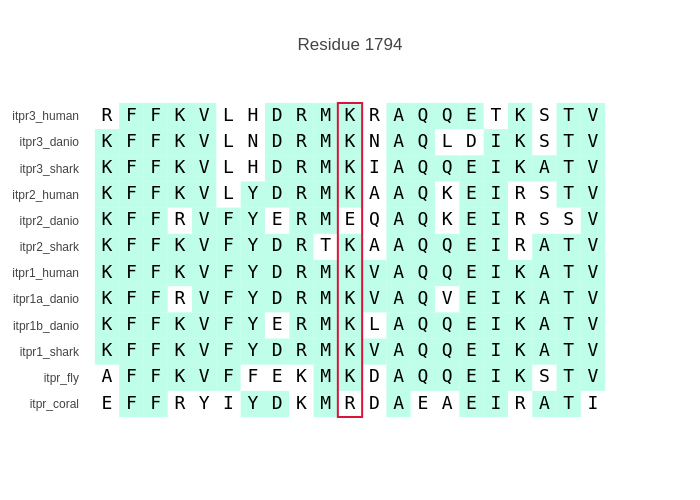 Residue 1794
itpr3_human R F F K V L H D R M K R A Q Q E T K S T V
itpr3_danio K F F K V L N D R M K N A Q L D I K S T V
itpr3_shark K F F K V L H D R M K I A Q Q E I K A T V
itpr2_human K F F K V L Y D R M K A A Q K E I R S T V
itpr2_danio K F F R V F Y E R M E Q A Q K E I R S S V
itpr2_shark K F F K V F Y D R T K A A Q Q E I R A T V
itpr1_human K F F K V F Y D R M K V A Q Q E I K A T V
itpr1a_danio K F F R V F Y D R M K V A Q V E I K A T V
itpr1b_danio K F F K V F Y E R M K L A Q Q E I K A T V
itpr1_shark K F F K V F Y D R M K V A Q Q E I K A T V
itpr_fly A F F K V F F E K M K D A Q Q E I K S T V
itpr_coral E F F R Y I Y D K M R D A E A E I R A T I